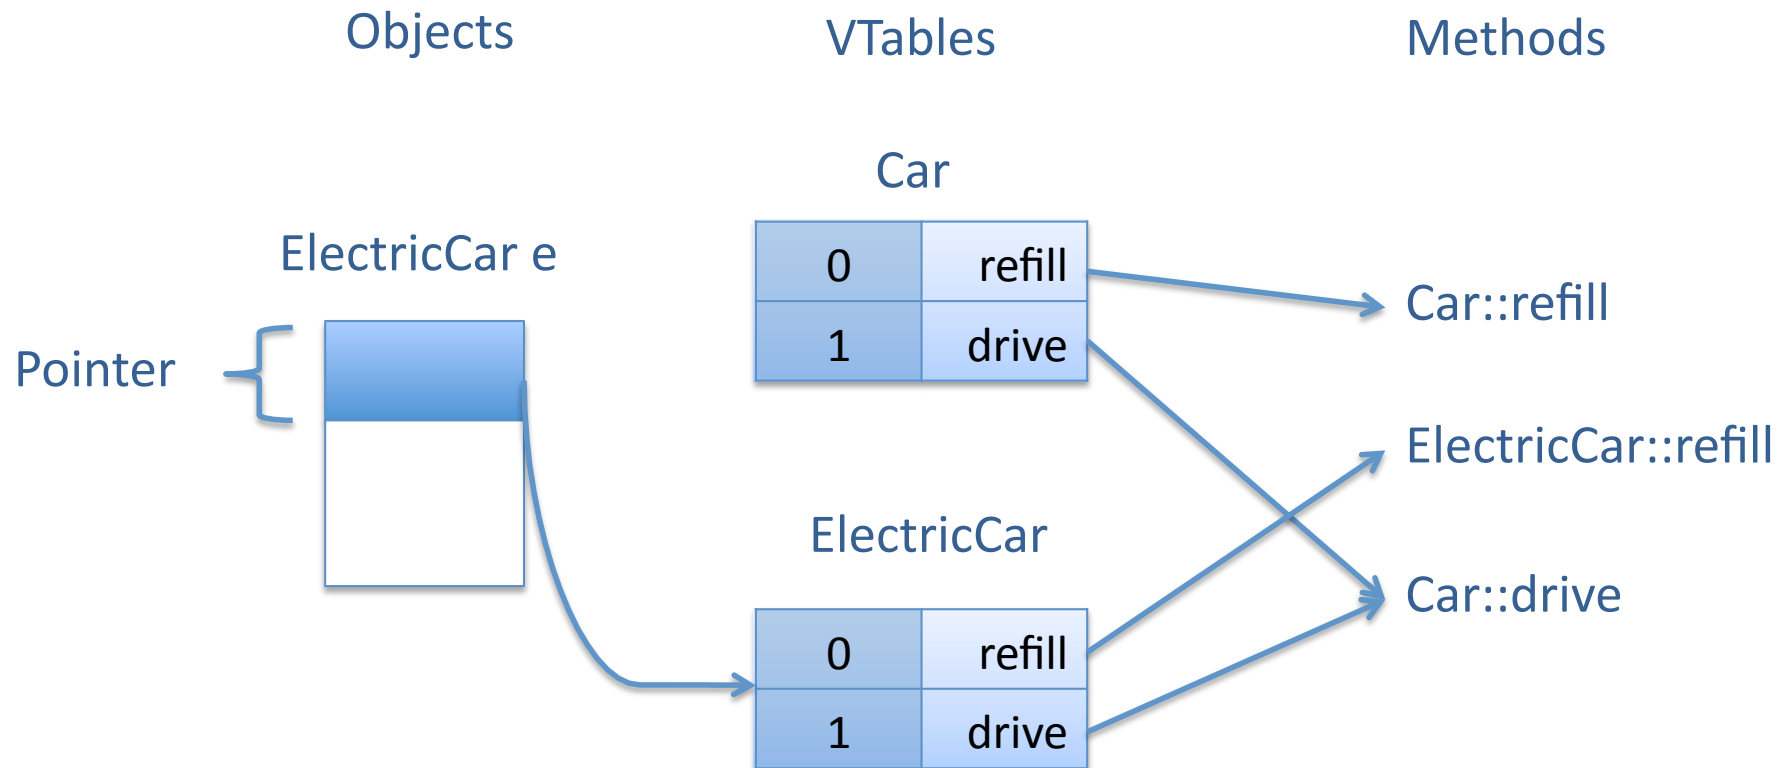 Objects
VTables
Methods
Car
ElectricCar e
0 refill
1 drive
Pointer
Car::refill
ElectricCar::refill
Car::drive
ElectricCar
0 refill
1 drive